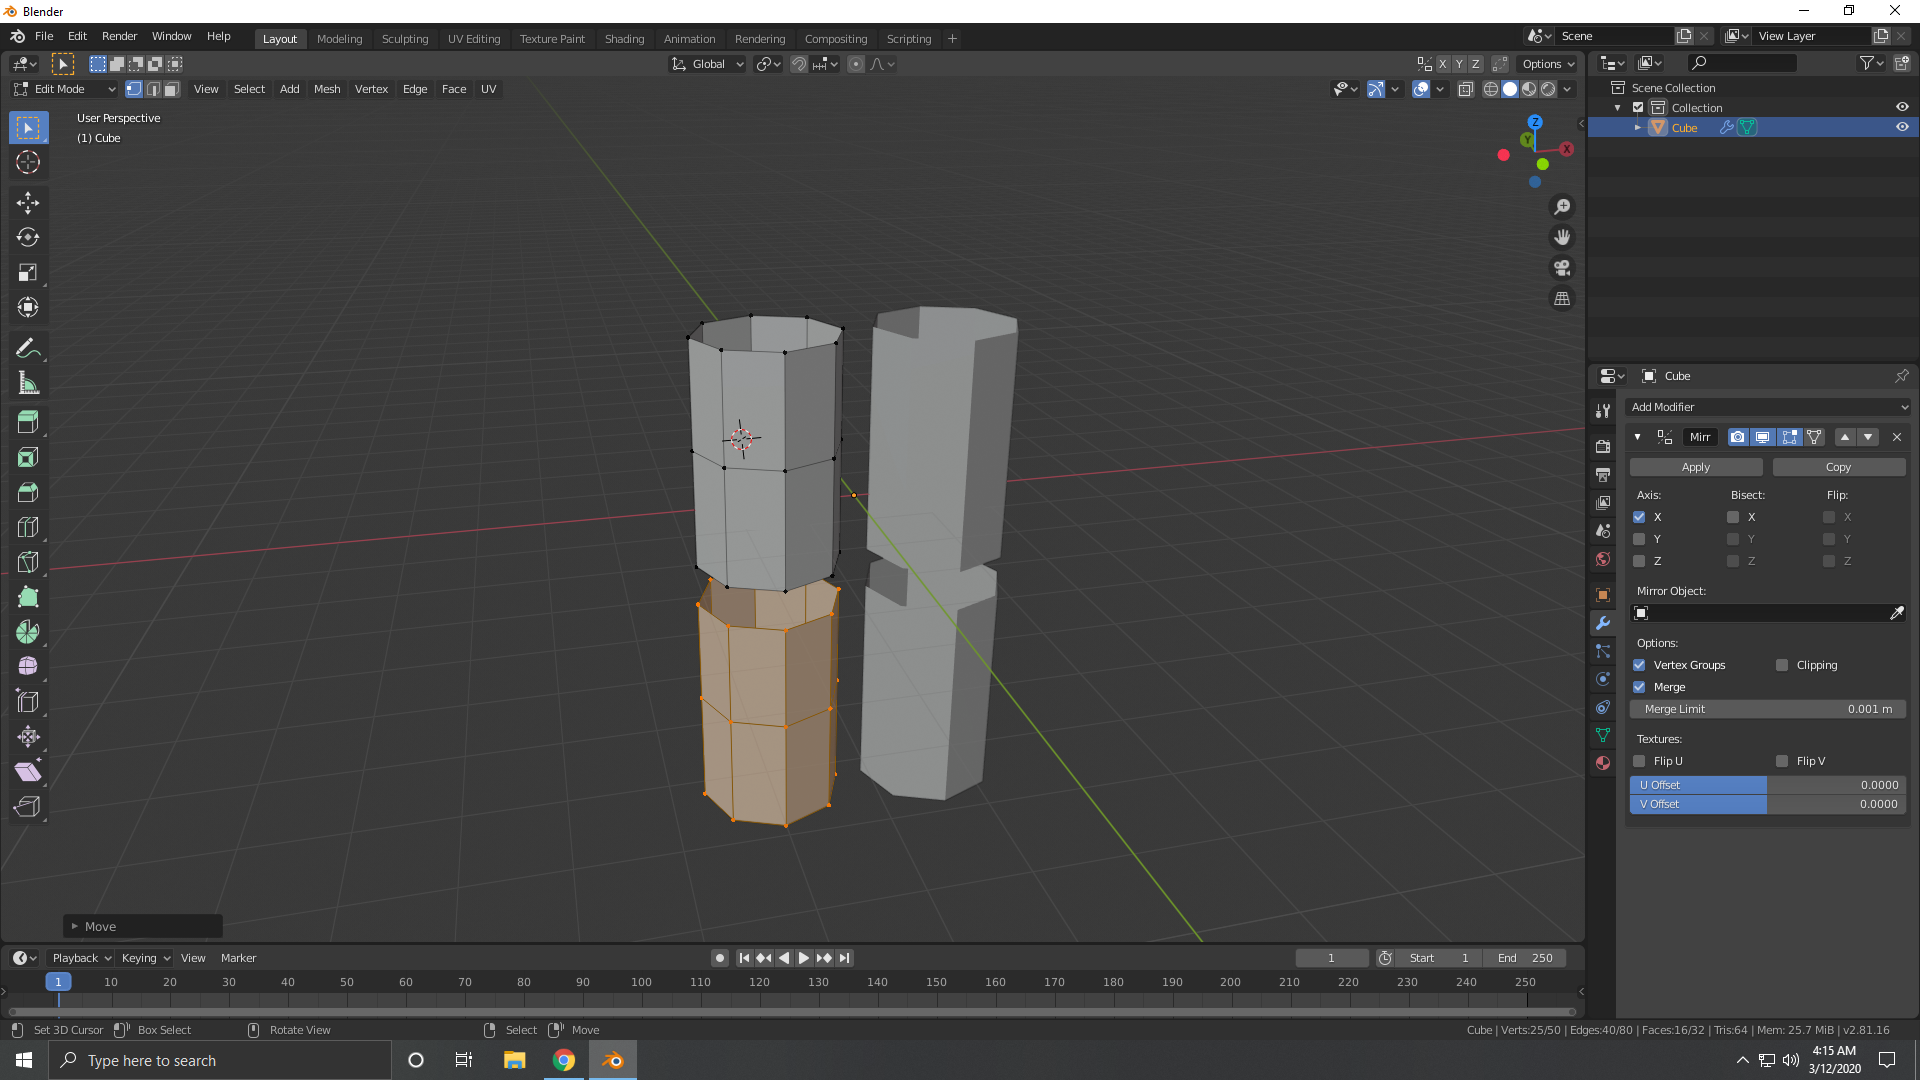 Blender
File Edit Render Window Help Layout Modeling Sculpting UV Editing Texture Paint Shading Animation Rendering Compositing Scripting + Scene View Layer
Global X Y Z Options
Edit Mode View Select Add Mesh Vertex Edge Face UV
User Perspective
(1) Cube
Z
Y
X
Move
Scene Collection
Collection
Cube
Cube
Add Modifier
Mirr
Apply Copy
Axis: Bisect: Flip:
X X X
Y Y Y
Z Z Z
Mirror Object:
Options:
Vertex Groups Clipping
Merge
Merge Limit 0.001 m
Textures:
Flip U Flip V
U Offset 0.0000
V Offset 0.0000
Playback Keying View Marker 1 Start 1 End 250
1 10 20 30 40 50 60 70 80 90 100 110 120 130 140 150 160 170 180 190 200 210 220 230 240 250
Set 3D Cursor Box Select Rotate View Select Move Cube | Verts:25/50 | Edges:40/80 | Faces:16/32 | Tris:64 | Mem: 25.7 MiB | v2.81.16
Type here to search
4:15 AM
3/12/2020